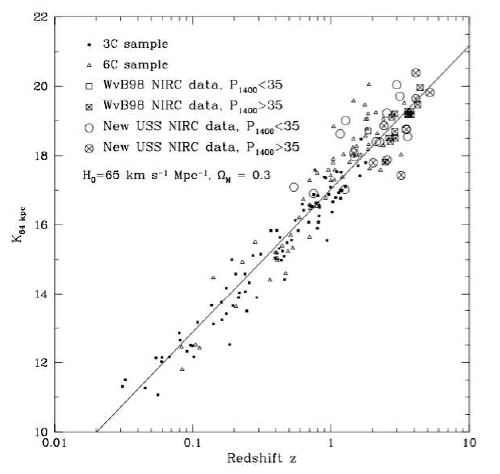 22
20
18
16
14
12
10
K64 kpc
3C sample
6C sample
WvB98 NIRC data, P1400<35
WvB98 NIRC data, P1400>35
New USS NIRC data, P1400<35
New USS NIRC data, P1400>35
H0=65 km s-1 Mpc-1, ΩM = 0.3
0.01 0.1 1 10
Redshift z